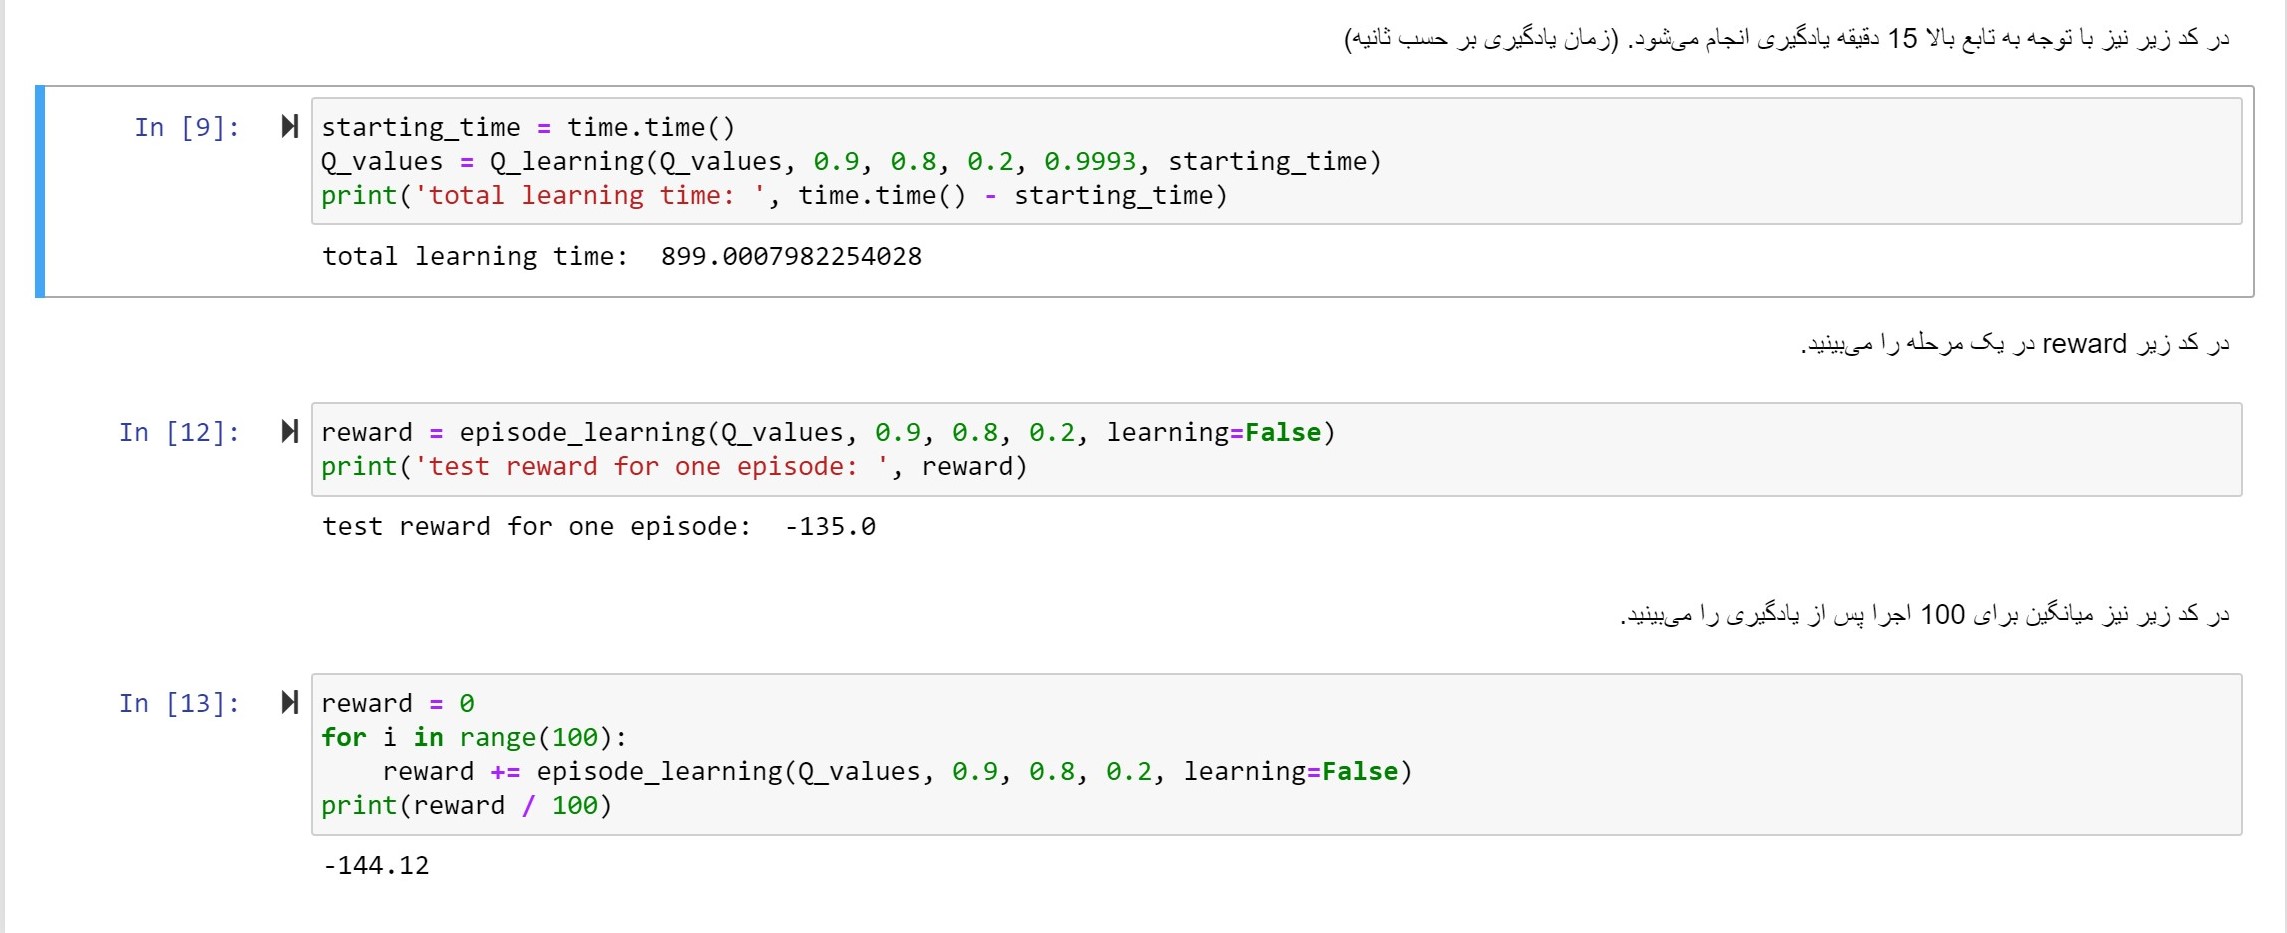 در کد زیر نیز با توجه به تابع بالا 15 دقیقه یادگیری انجام می‌شود. (زمان یادگیری بر حسب ثانیه)
In [9]:
starting_time = time.time()
Q_values = Q_learning(Q_values, 0.9, 0.8, 0.2, 0.9993, starting_time)
print('total learning time: ', time.time() - starting_time)
total learning time:  899.0007982254028
در کد زیر reward در یک مرحله را می‌بینید.
In [12]:
reward = episode_learning(Q_values, 0.9, 0.8, 0.2, learning=False)
print('test reward for one episode: ', reward)
test reward for one episode:  -135.0
در کد زیر نیز میانگین برای 100 اجرا پس از یادگیری را می‌بینید.
In [13]:
reward = 0
for i in range(100):
    reward += episode_learning(Q_values, 0.9, 0.8, 0.2, learning=False)
print(reward / 100)
-144.12